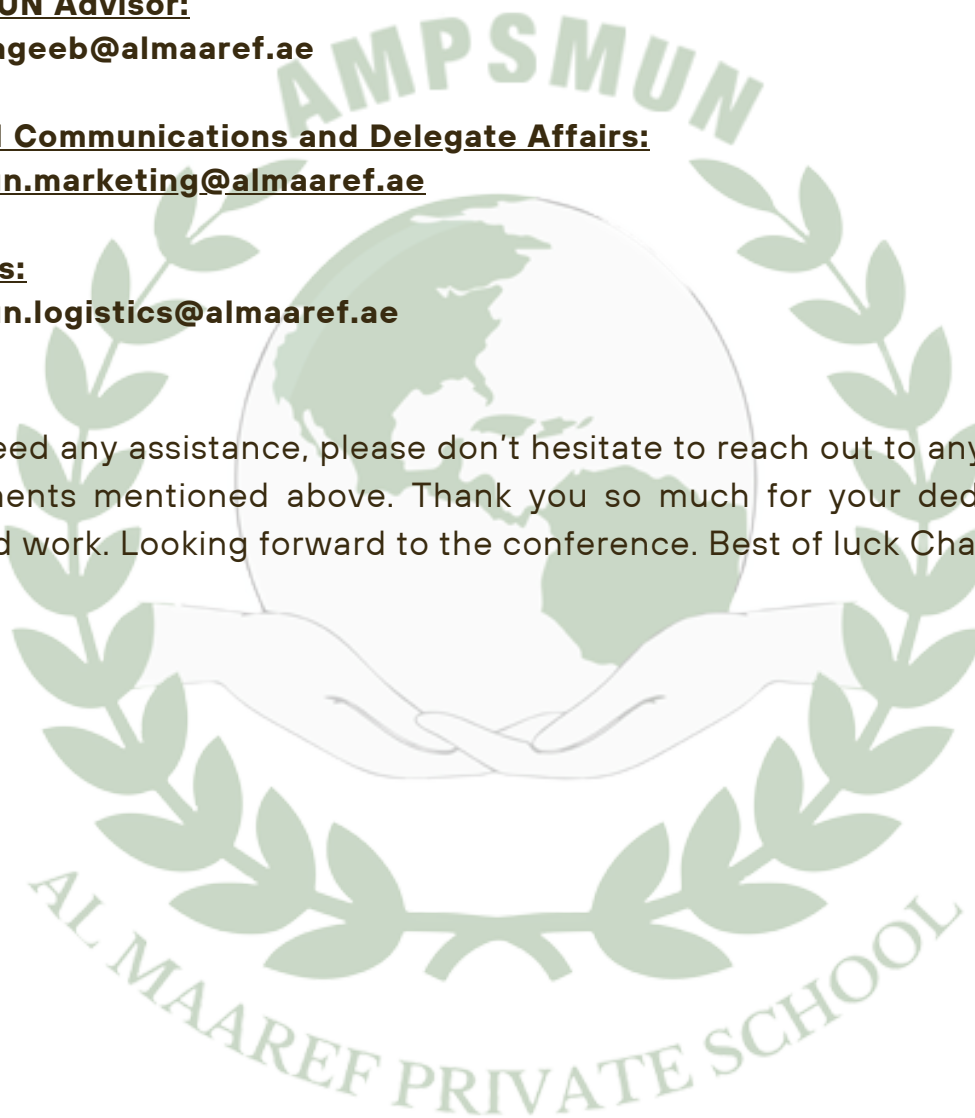 UN Advisor:
ageeb@almaaref.ae
Communications and Delegate Affairs:
n.marketing@almaaref.ae
s:
n.logistics@almaaref.ae
eed any assistance, please don't hesitate to reach out to any
ents mentioned above. Thank you so much for your ded
d work. Looking forward to the conference. Best of luck Cha
AMPSMUN
AL MAAREF PRIVATE SCHOOL